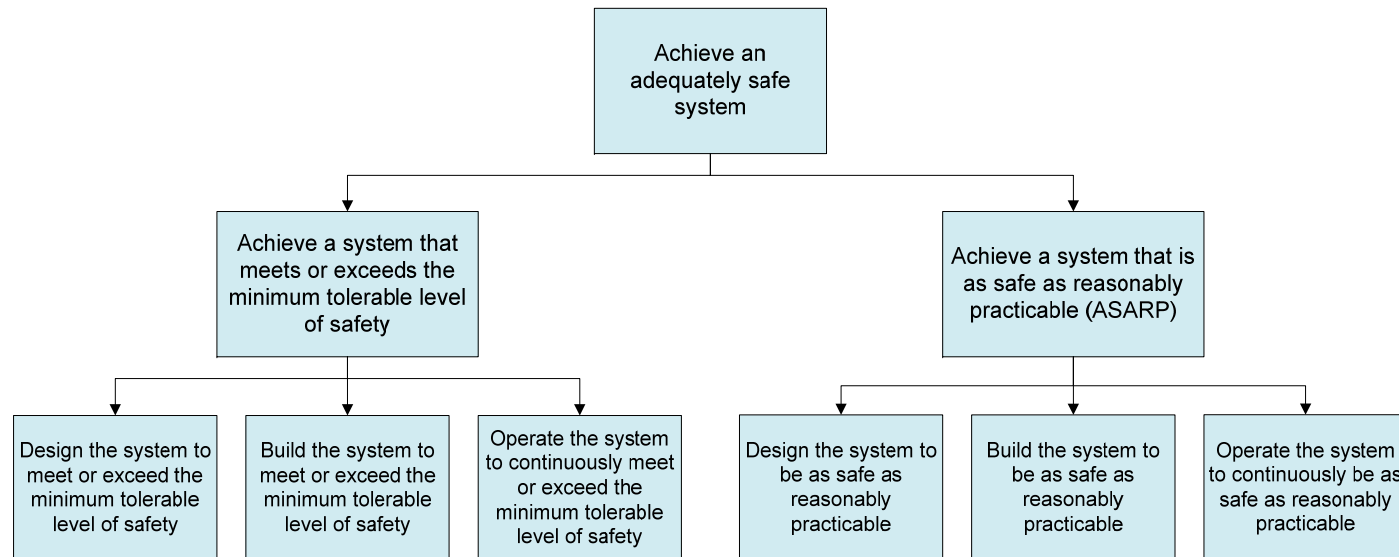 Achieve an
adequately safe
system
Achieve a system that
meets or exceeds the
minimum tolerable level
of safety
Achieve a system that is
as safe as reasonably
practicable (ASARP)
Design the system to
meet or exceed the
minimum tolerable
level of safety
Build the system to
meet or exceed the
minimum tolerable
level of safety
Operate the system
to continuously meet
or exceed the
minimum tolerable
level of safety
Design the system to
be as safe as
reasonably
practicable
Build the system to
be as safe as
reasonably
practicable
Operate the system
to continuously be as
safe as reasonably
practicable